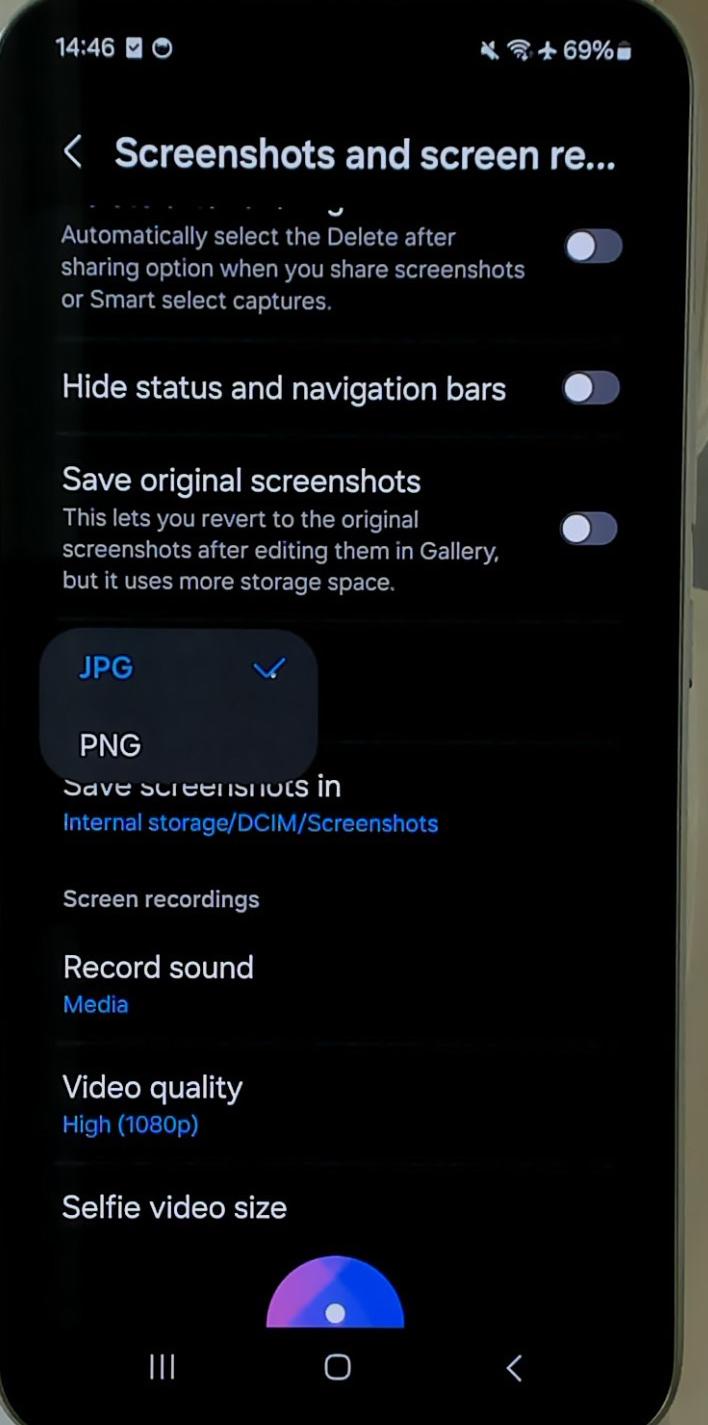 14:46
69%
Screenshots and screen re...
Automatically select the Delete after
sharing option when you share screenshots
or Smart select captures.
Hide status and navigation bars
Save original screenshots
This lets you revert to the original
screenshots after editing them in Gallery,
but it uses more storage space.
JPG
PNG
Save screenshots in
Internal storage/DCIM/Screenshots
Screen recordings
Record sound
Media
Video quality
High (1080p)
Selfie video size